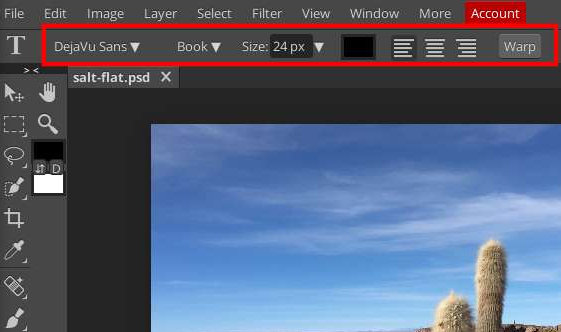 File Edit Image Layer Select Filter View Window More Account
T DejaVu Sans ▼ Book ▼ Size: 24 px ▼ Warp
> <
salt-flat.psd X
D